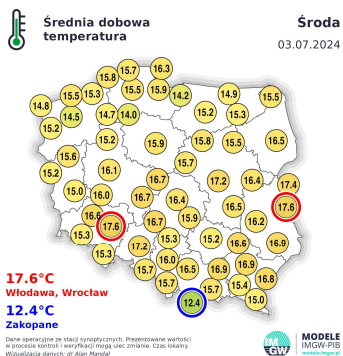 Średnia dobowa
temperatura
Środa
03.07.2024
16.3
15.7
15.8
15.5 15.9
15.5 15.3 14.2 14.9 15.5
14.8
14.5 14.7 14.0 15.2 15.3
15.2
15.2 15.9 15.8 15.5 16.5
15.6
15.7
15.2 16.1
16.7 17.2 16.4 17.4
15.0 16.0 16.7 16.4
16.5 17.6
16.6 17.6 16.7 15.9 16.2
15.3 15.3 15.2
17.2 16.6 16.9
15.3 16.0
15.7 16.5 16.9 16.9 16.8
15.7 15.7 15.4
12.4 15.0
17.6°C
Włodawa, Wrocław
12.4°C
Zakopane
Dane operacyjne ze stacji synoptycznych. Prezentowane wartości
w procesie kontroli i weryfikacji mogą ulec zmianie. Czas lokalny.
Wizualizacja danych: dr Alan Mandal
IM
GW
MODELE
IMGW-PIB
modele.imgw.pl